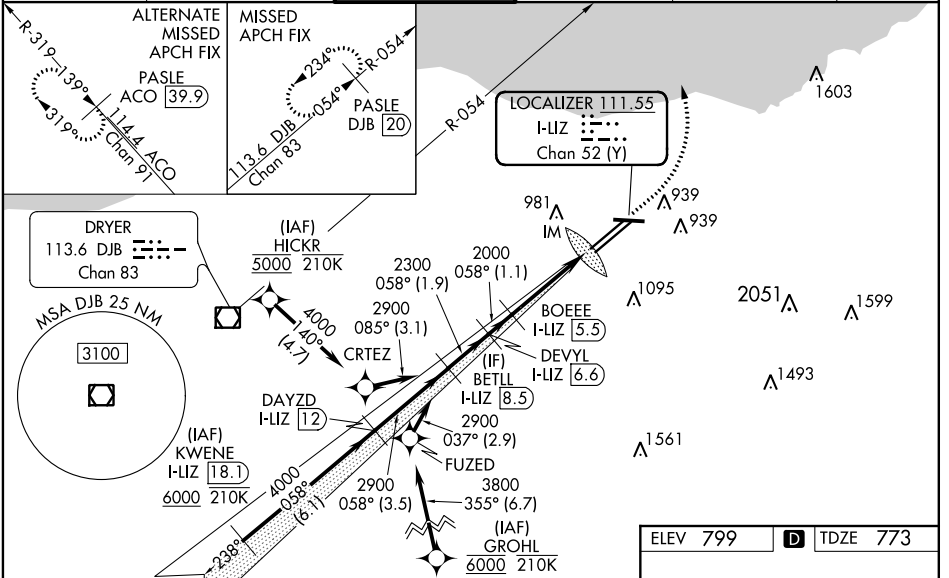 ALTERNATE
MISSED
APCH FIX
R-319
139°
PASLE
ACO 39.9
319°
114.4 ACO
Chan 91
MISSED
APCH FIX
234°
R-054
054°
PASLE
DJB 20
113.6 DJB
Chan 83
R-054
LOCALIZER 111.55
I-LIZ
Chan 52 (Y)
1603
981
IM
939
939
DRYER
113.6 DJB
Chan 83
(IAF)
HICKR
5000 210K
2300
058° (1.9)
2000
058° (1.1)
2900
085° (3.1)
4000
140°
(4.7)
CRTEZ
BOEEE
I-LIZ 5.5
DEVYL
I-LIZ 6.6
(IF)
BETLL
I-LIZ 8.5
1095
2051
1599
1493
1561
MSA DJB 25 NM
3100
DAYZD
I-LIZ 12
2900
037° (2.9)
FUZED
(IAF)
KWENE
I-LIZ 18.1
6000 210K
4000
058°
(6.1)
238°
2900
058° (3.5)
3800
355° (6.7)
(IAF)
GROHL
6000 210K
ELEV 799 D TDZE 773